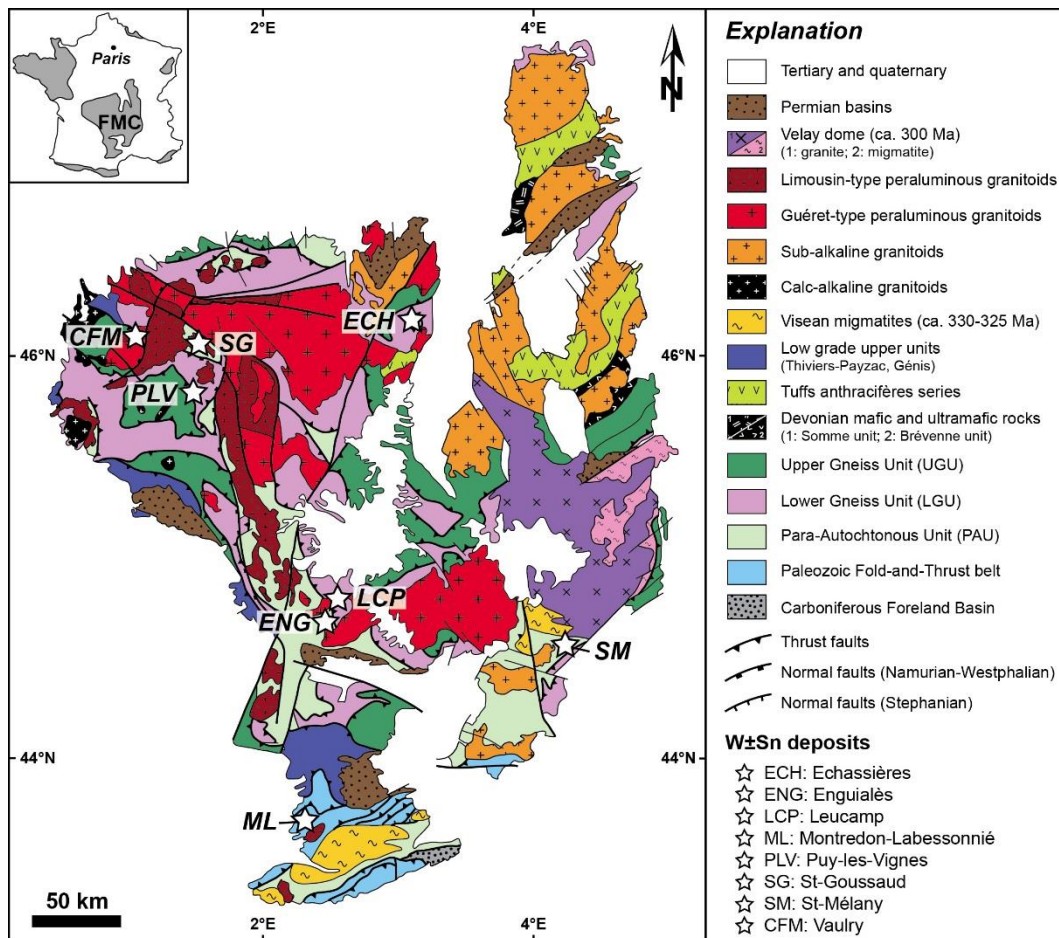 Paris
FMC
2°E
4°E
N
46°N
46°N
44°N
44°N
2°E
4°E
CFM
SG
ECH
PLV
LCP
ENG
SM
ML
50 km
Explanation
Tertiary and quaternary
Permian basins
1
2
Velay dome (ca. 300 Ma)
(1: granite; 2: migmatite)
Limousin-type peraluminous granitoids
Guéret-type peraluminous granitoids
Sub-alkaline granitoids
Calc-alkaline granitoids
Visean migmatites (ca. 330-325 Ma)
Low grade upper units
(Thiviers-Payzac, Génis)
Tuffs anthracifères series
1
2
Devonian mafic and ultramafic rocks
(1: Somme unit; 2: Brévenne unit)
Upper Gneiss Unit (UGU)
Lower Gneiss Unit (LGU)
Para-Autochtonous Unit (PAU)
Paleozoic Fold-and-Thrust belt
Carboniferous Foreland Basin
Thrust faults
Normal faults (Namurian-Westphalian)
Normal faults (Stephanian)
W±Sn deposits
ECH: Echassières
ENG: Enguialès
LCP: Leucamp
ML: Montredon-Labessonnié
PLV: Puy-les-Vignes
SG: St-Goussaud
SM: St-Mélany
CFM: Vaulry